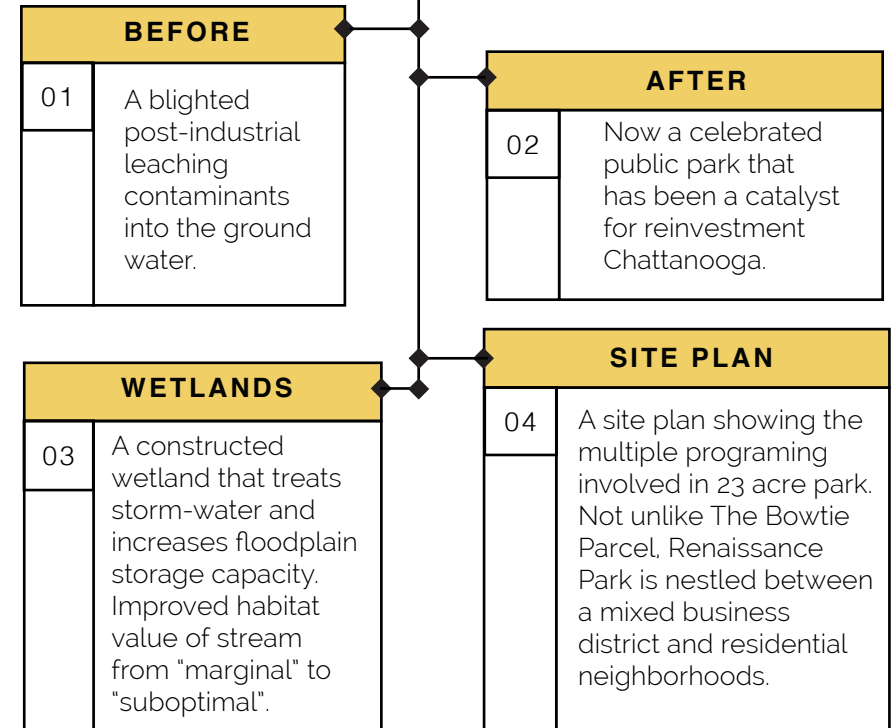 BEFORE
01
A blighted
post-industrial
leaching
contaminants
into the ground
water.
AFTER
02
Now a celebrated
public park that
has been a catalyst
for reinvestment
Chattanooga.
WETLANDS
03
A constructed
wetland that treats
storm-water and
increases floodplain
storage capacity.
Improved habitat
value of stream
from “marginal” to
“suboptimal”.
SITE PLAN
04
A site plan showing the
multiple programing
involved in 23 acre park.
Not unlike The Bowtie
Parcel, Renaissance
Park is nestled between
a mixed business
district and residential
neighborhoods.